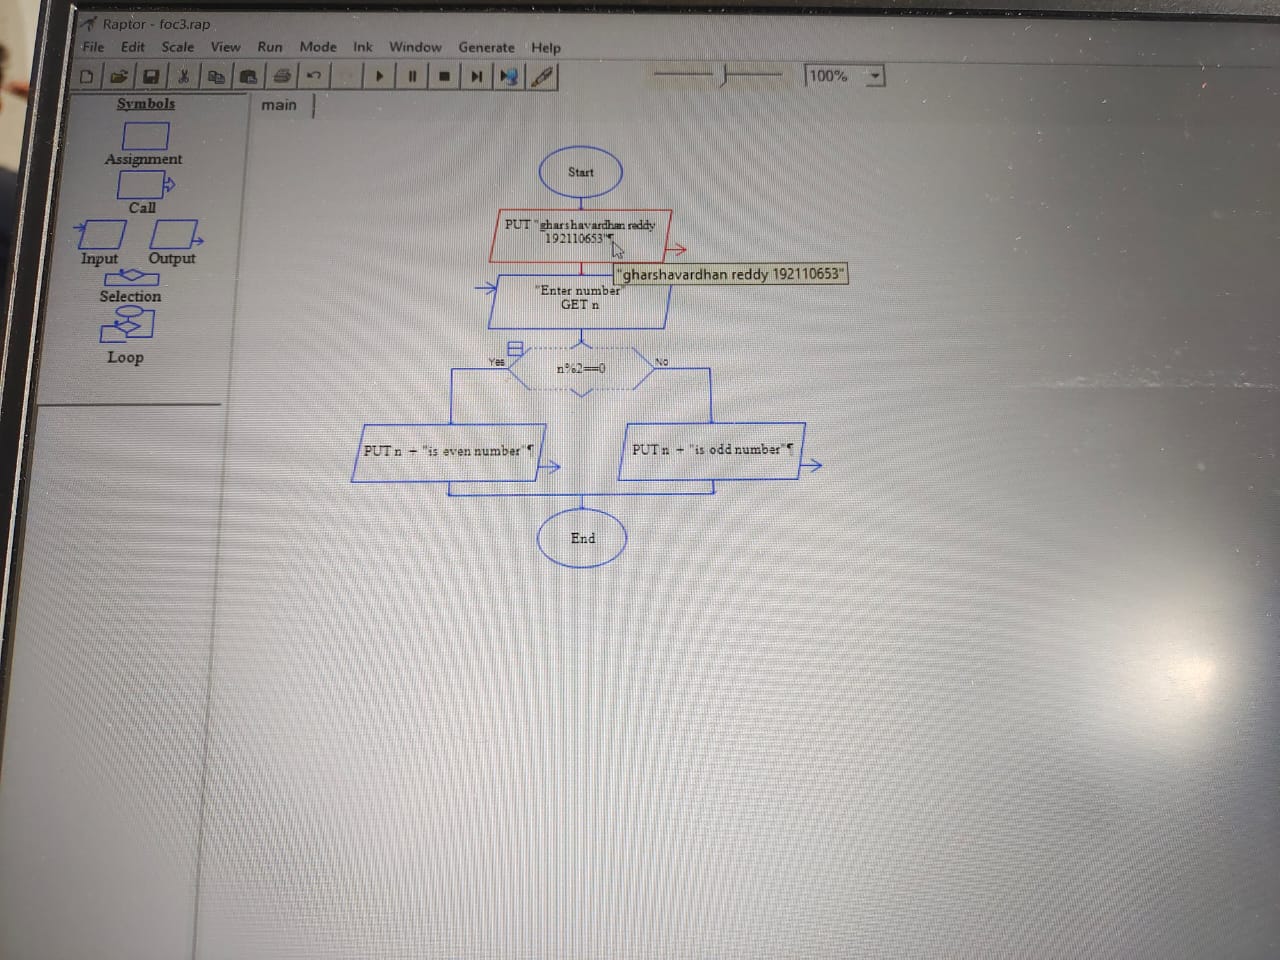 Raptor - foc3.rap
File Edit Scale View Run Mode Ink Window Generate Help
100%
Symbols
main
Assignment
Call
Input Output
Selection
Loop
Start
PUT "gharshavardhan reddy
192110653"¶
"gharshavardhan reddy 192110653"
"Enter number"
GET n
Yes
n%2==0
No
PUT n + "is even number"¶
PUT n + "is odd number"¶
End